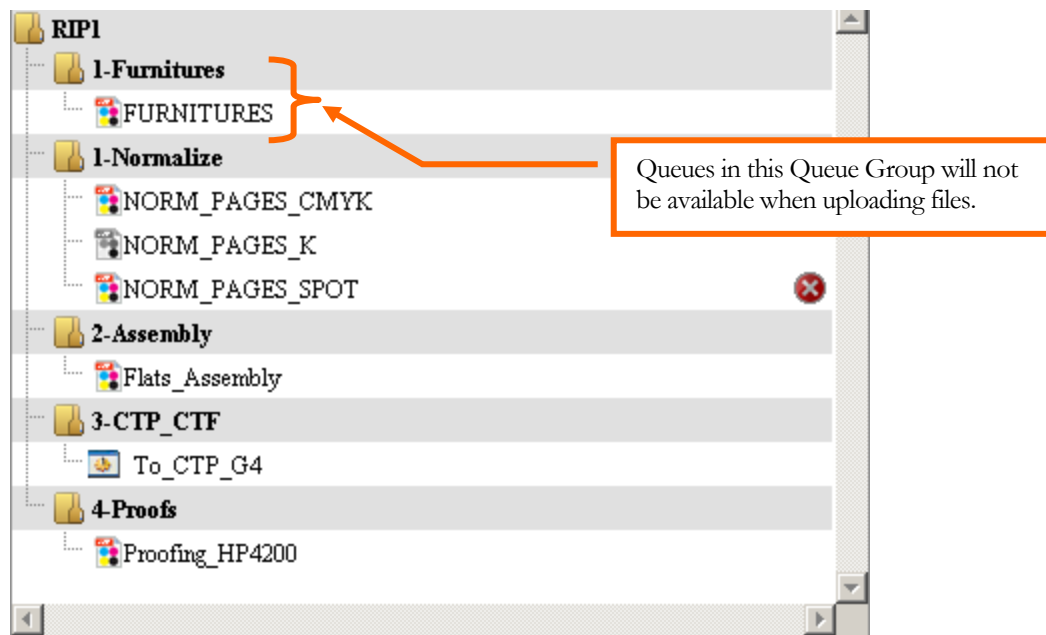 RIP1
1-Furnitures
FURNITURES
1-Normalize
Queues in this Queue Group will not
be available when uploading files.
NORM_PAGES_CMYK
NORM_PAGES_K
NORM_PAGES_SPOT
2-Assembly
Flats_Assembly
3-CTP_CTF
To_CTP_G4
4-Proofs
Proofing_HP4200